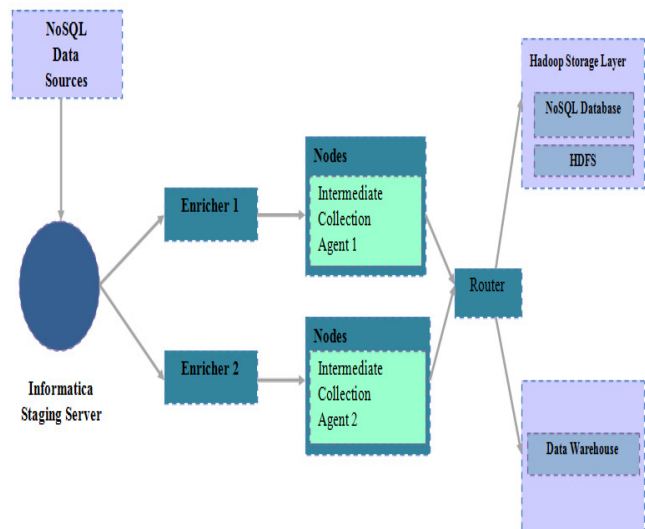 NoSQL
Data
Sources
Hadoop Storage Layer
NoSQL Database
HDFS
Nodes
Intermediate
Collection
Agent 1
Enricher 1
Router
Nodes
Intermediate
Collection
Agent 2
Enricher 2
Informatica
Staging Server
Data Warehouse